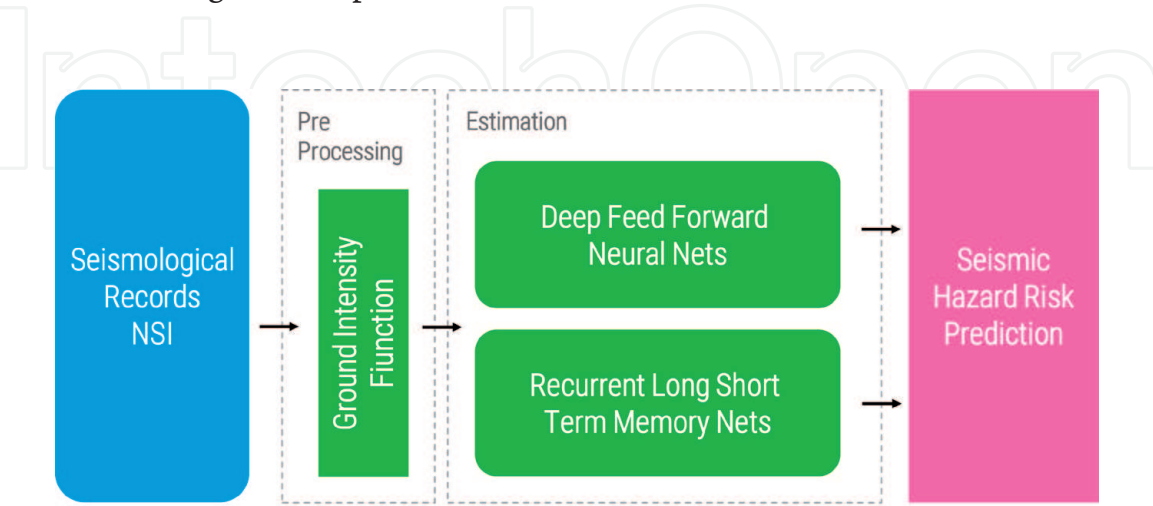 IntechOpen
Seismological
Records
NSI
Pre
Processing
Ground Intensity
Fiunction
Estimation
Deep Feed Forward
Neural Nets
Recurrent Long Short
Term Memory Nets
Seismic
Hazard Risk
Prediction